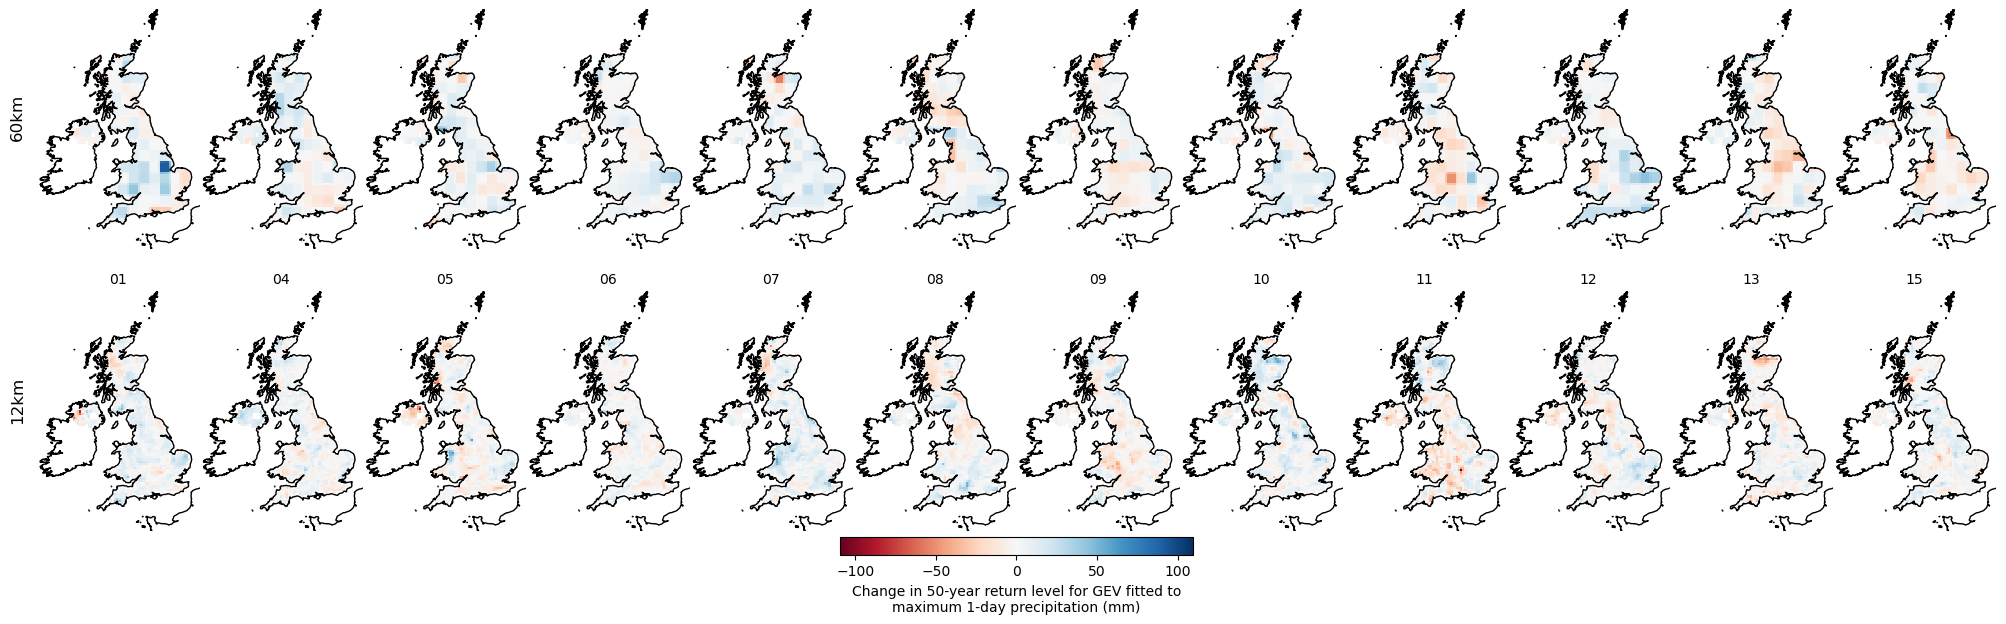 60km
01 04 05 06 07 08 09 10 11 12 13 15
12km
−100 −50 0 50 100
Change in 50-year return level for GEV fitted to
maximum 1-day precipitation (mm)